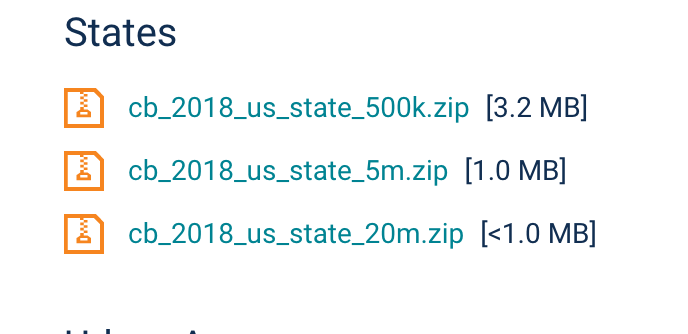 States
cb_2018_us_state_500k.zip [3.2 MB]
cb_2018_us_state_5m.zip [1.0 MB]
cb_2018_us_state_20m.zip [<1.0 MB]